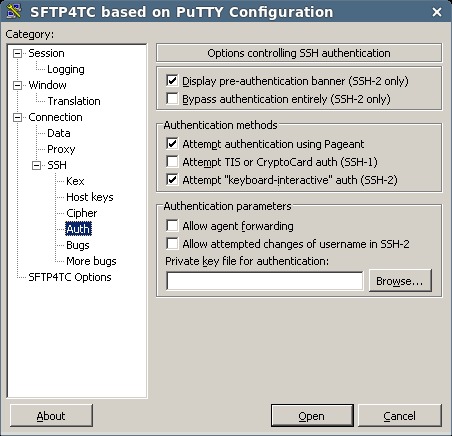 SFTP4TC based on PuTTY Configuration
Category:
Session
Logging
Window
Translation
Connection
Data
Proxy
SSH
Kex
Host keys
Cipher
Auth
Bugs
More bugs
SFTP4TC Options
Options controlling SSH authentication
Display pre-authentication banner (SSH-2 only)
Bypass authentication entirely (SSH-2 only)
Authentication methods
Attempt authentication using Pageant
Attempt TIS or CryptoCard auth (SSH-1)
Attempt "keyboard-interactive" auth (SSH-2)
Authentication parameters
Allow agent forwarding
Allow attempted changes of username in SSH-2
Private key file for authentication:
Browse...
About
Open
Cancel